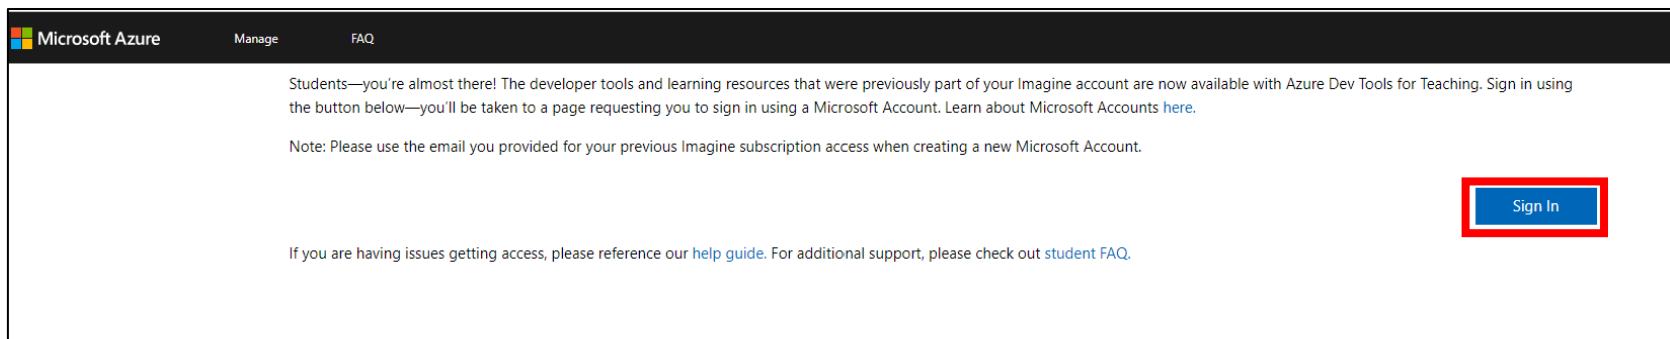 Microsoft Azure Manage FAQ
Students—you're almost there! The developer tools and learning resources that were previously part of your Imagine account are now available with Azure Dev Tools for Teaching. Sign in using
the button below—you'll be taken to a page requesting you to sign in using a Microsoft Account. Learn about Microsoft Accounts here.
Note: Please use the email you provided for your previous Imagine subscription access when creating a new Microsoft Account.
Sign In
If you are having issues getting access, please reference our help guide. For additional support, please check out student FAQ.